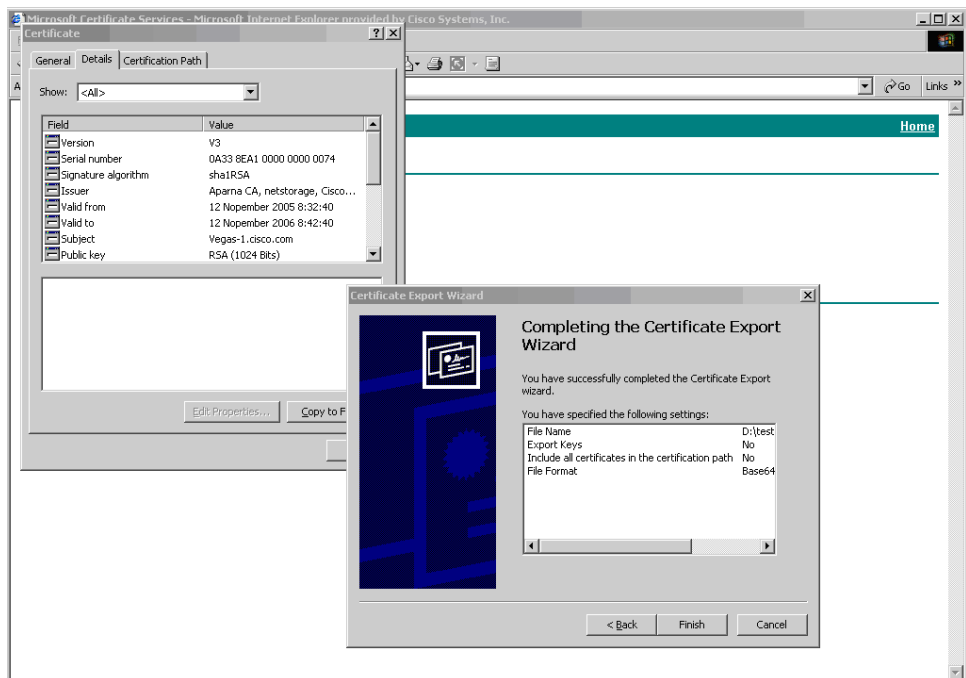 Microsoft Certificate Services - Microsoft Internet Explorer provided by Cisco Systems, Inc.
Certificate
General Details Certification Path
Go Links »
Show: <All>
Home
Field Value
Version V3
Serial number 0A33 8EA1 0000 0000 0074
Signature algorithm sha1RSA
Issuer Aparna CA, netstorage, Cisco...
Valid from 12 Nopember 2005 8:32:40
Valid to 12 Nopember 2006 8:42:40
Subject Vegas-1.cisco.com
Public key RSA (1024 Bits)
Edit Properties... Copy to F
Certificate Export Wizard
Completing the Certificate Export
Wizard
You have successfully completed the Certificate Export
wizard.
You have specified the following settings:
File Name D:\test
Export Keys No
Include all certificates in the certification path No
File Format Base64
< Back Finish Cancel